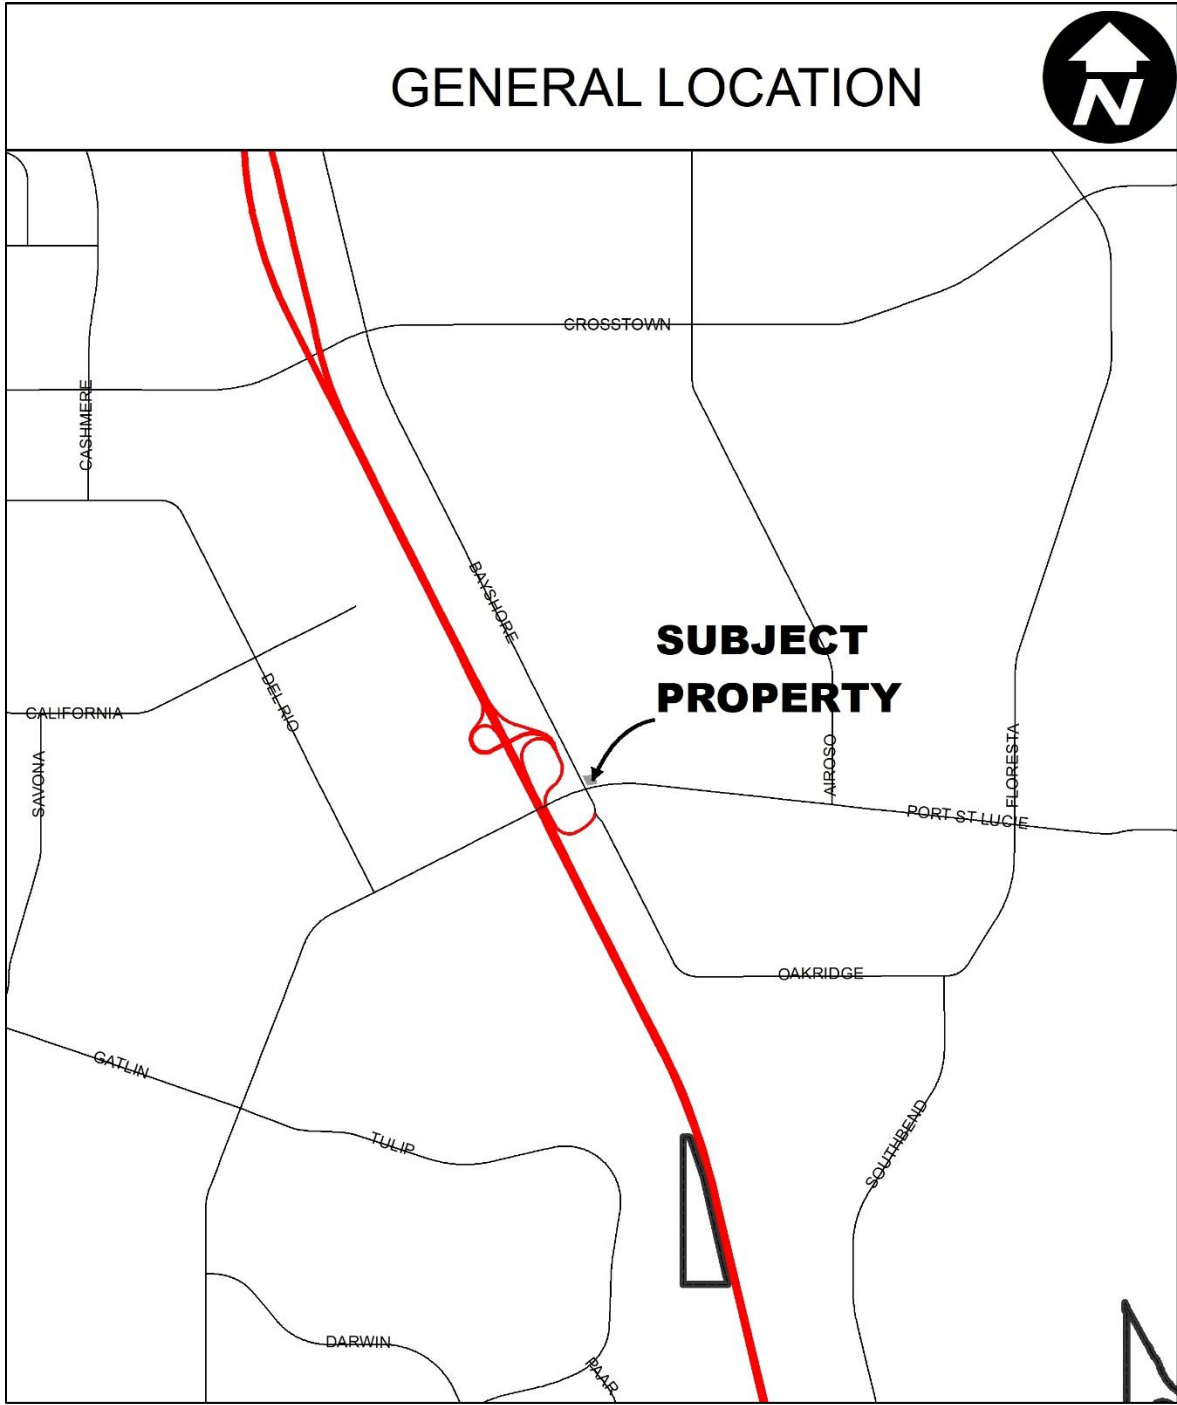 GENERAL LOCATION
N
CROSSTOWN
CASHMERE
BAYSHORE
SUBJECT
PROPERTY
DEL RIO
CALIFORNIA
SAVONA
AIROSO
FLORESTA
PORT ST LUCIE
OAKRIDGE
GATLIN
TULIP
SOUTHBEND
DARWIN
PAAR